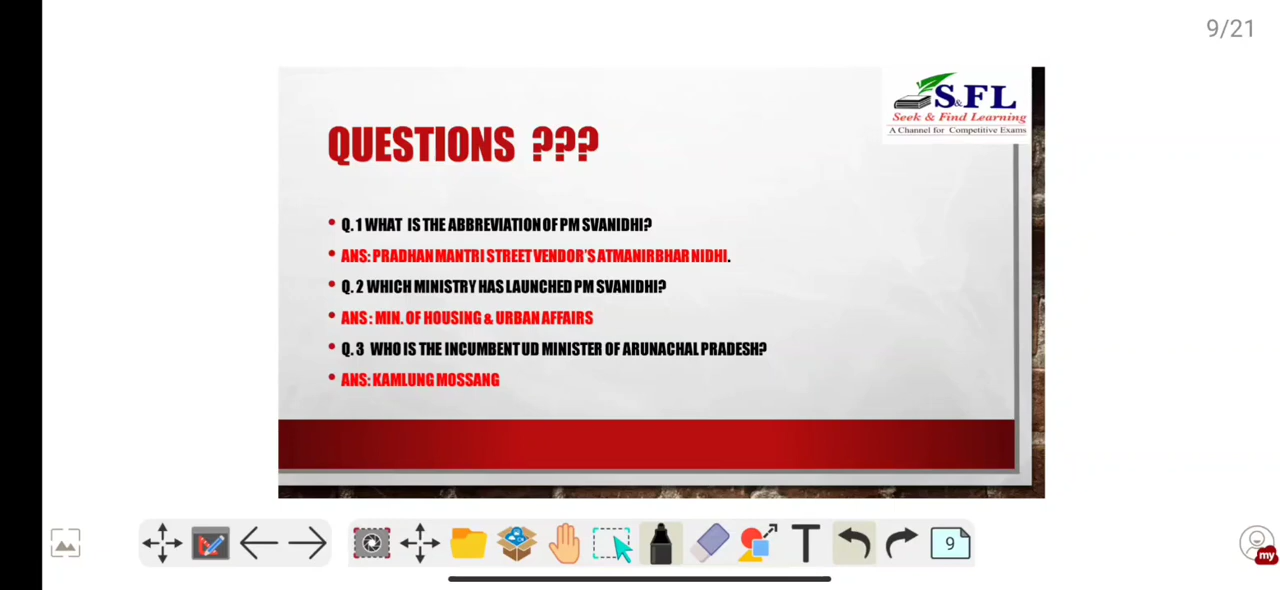 9/21
S&FL
Seek & Find Learning
A Channel for Competitive Exams
QUESTIONS ???
• Q. 1 WHAT IS THE ABBREVIATION OF PM SVANIDHI?
• ANS: PRADHAN MANTRI STREET VENDOR'S ATMANIRBHAR NIDHI.
• Q. 2 WHICH MINISTRY HAS LAUNCHED PM SVANIDHI?
• ANS : MIN. OF HOUSING & URBAN AFFAIRS
• Q. 3 WHO IS THE INCUMBENT UD MINISTER OF ARUNACHAL PRADESH?
• ANS: KAMLUNG MOSSANG
T
9
my